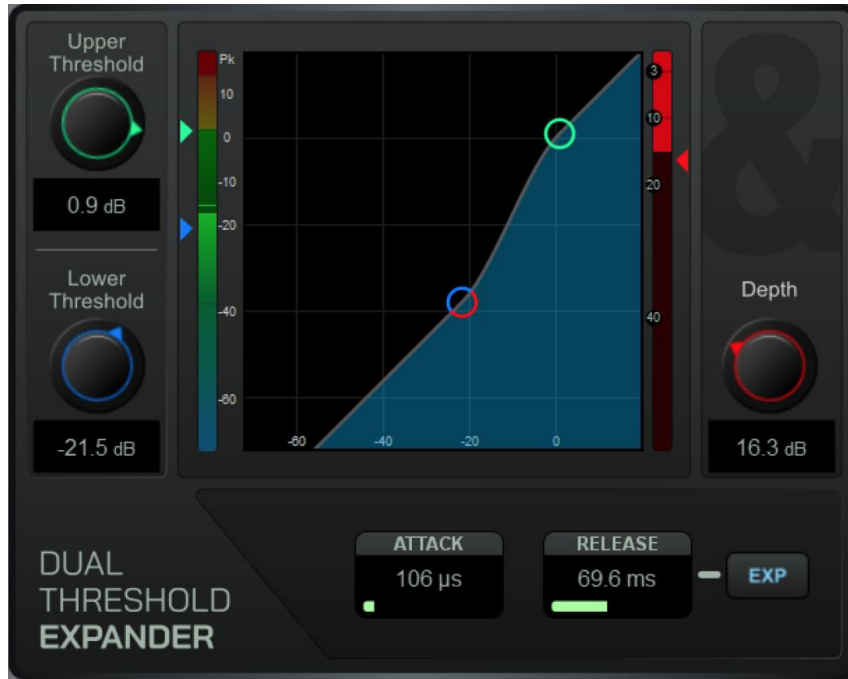 Upper
Threshold
0.9 dB
Lower
Threshold
-21.5 dB
Pk
10
0
-10
-20
-40
-60
-60
-40
-20
0
3
10
20
40
&
Depth
16.3 dB
DUAL
THRESHOLD
EXPANDER
ATTACK
106 µs
RELEASE
69.6 ms
EXP